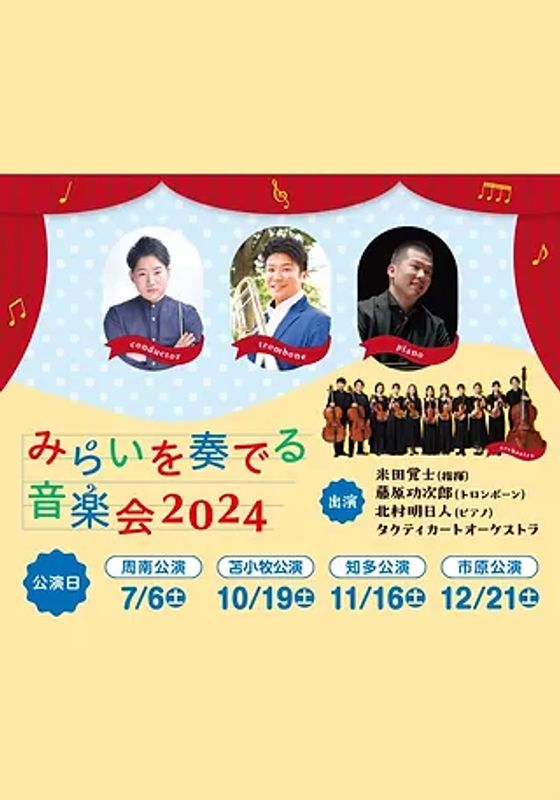 conductor
trombone
piano
orchestra
みらいを奏でる
かな
音楽会2024
出演
米田覚士(指揮)
藤原功次郎(トロンボーン)
北村明日人(ピアノ)
タクティカートオーケストラ
公演日
周南公演
7/6土
苫小牧公演
10/19土
知多公演
11/16土
市原公演
12/21土